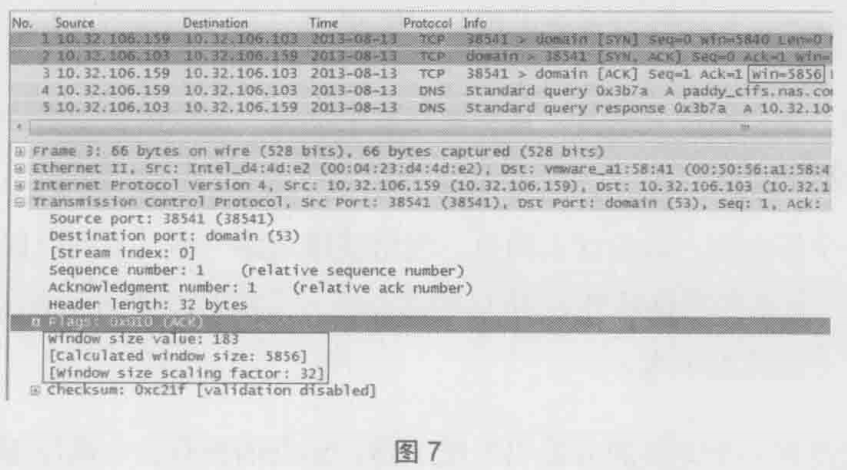 No. Source Destination Time Protocol Info
1 10.32.106.159 10.32.106.103 2013-08-13 TCP 38541 > domain [SYN] Seq=0 Win=5840 Len=0
2 10.32.106.103 10.32.106.159 2013-08-13 TCP domain > 38541 [SYN, ACK] Seq=0 Ack=1 Win=
3 10.32.106.159 10.32.106.103 2013-08-13 TCP 38541 > domain [ACK] Seq=1 Ack=1 Win=5856
4 10.32.106.159 10.32.106.103 2013-08-13 DNS Standard query 0x3b7a A paddy_cifs.nas.co
5 10.32.106.103 10.32.106.159 2013-08-13 DNS Standard query response 0x3b7a A 10.32.10
Frame 3: 66 bytes on wire (528 bits), 66 bytes captured (528 bits)
Ethernet II, Src: Intel_d4:4d:e2 (00:04:23:d4:4d:e2), Dst: Vmware_a1:58:41 (00:50:56:a1:58:4
Internet Protocol Version 4, Src: 10.32.106.159 (10.32.106.159), Dst: 10.32.106.103 (10.32.1
Transmission Control Protocol, Src Port: 38541 (38541), Dst Port: domain (53), Seq: 1, Ack:
Source port: 38541 (38541)
Destination port: domain (53)
[Stream index: 0]
Sequence number: 1 (relative sequence number)
Acknowledgment number: 1 (relative ack number)
Header length: 32 bytes
Flags: 0x010 (ACK)
Window size value: 183
[Calculated window size: 5856]
[Window size scaling factor: 32]
Checksum: 0xc21f [validation disabled]
图 7